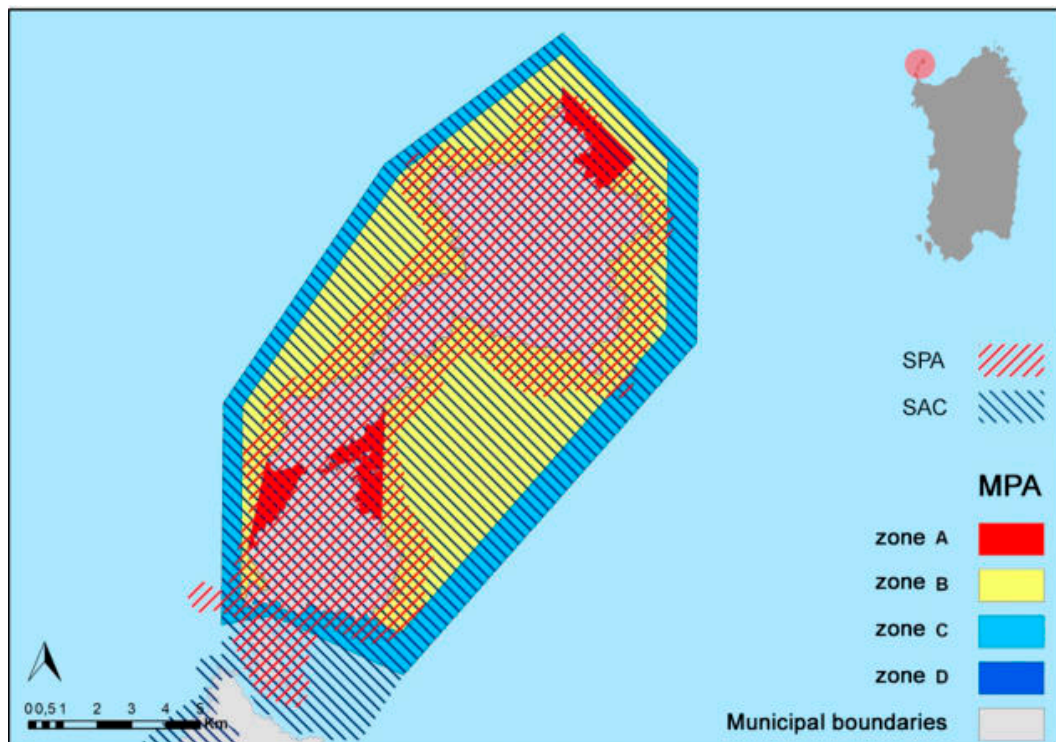 SPA
SAC
MPA
zone A
zone B
zone C
zone D
Municipal boundaries
0 0,5 1 2 3 4 5
Km